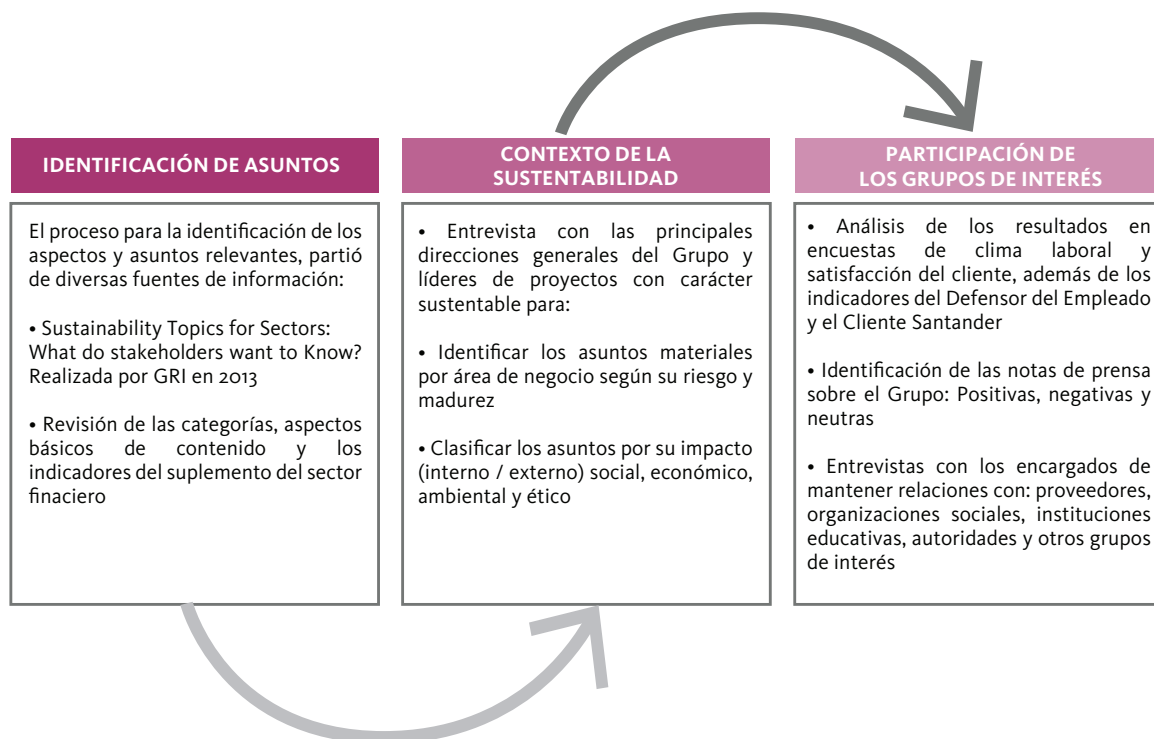 IDENTIFICACIÓN DE ASUNTOS
El proceso para la identificación de los
aspectos y asuntos relevantes, partió
de diversas fuentes de información:
• Sustainability Topics for Sectors:
What do stakeholders want to Know?
Realizada por GRI en 2013
• Revisión de las categorías, aspectos
básicos de contenido y los
indicadores del suplemento del sector
finaciero
CONTEXTO DE LA
SUSTENTABILIDAD
• Entrevista con las principales
direcciones generales del Grupo y
líderes de proyectos con carácter
sustentable para:
• Identificar los asuntos materiales
por área de negocio según su riesgo y
madurez
• Clasificar los asuntos por su impacto
(interno / externo) social, económico,
ambiental y ético
PARTICIPACIÓN DE
LOS GRUPOS DE INTERÉS
• Análisis de los resultados en
encuestas de clima laboral y
satisfacción del cliente, además de los
indicadores del Defensor del Empleado
y el Cliente Santander
• Identificación de las notas de prensa
sobre el Grupo: Positivas, negativas y
neutras
• Entrevistas con los encargados de
mantener relaciones con: proveedores,
organizaciones sociales, instituciones
educativas, autoridades y otros grupos
de interés